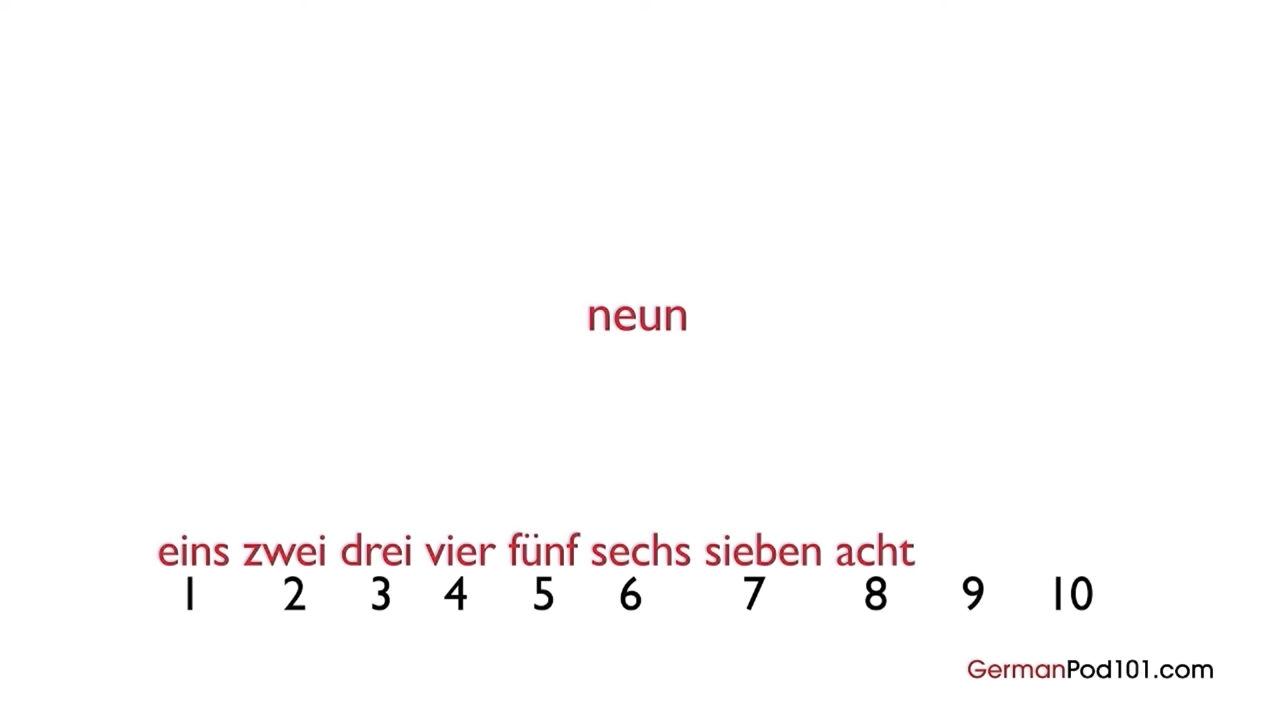 neun
eins zwei drei vier fünf sechs sieben acht
1 2 3 4 5 6 7 8 9 10
GermanPod101.com